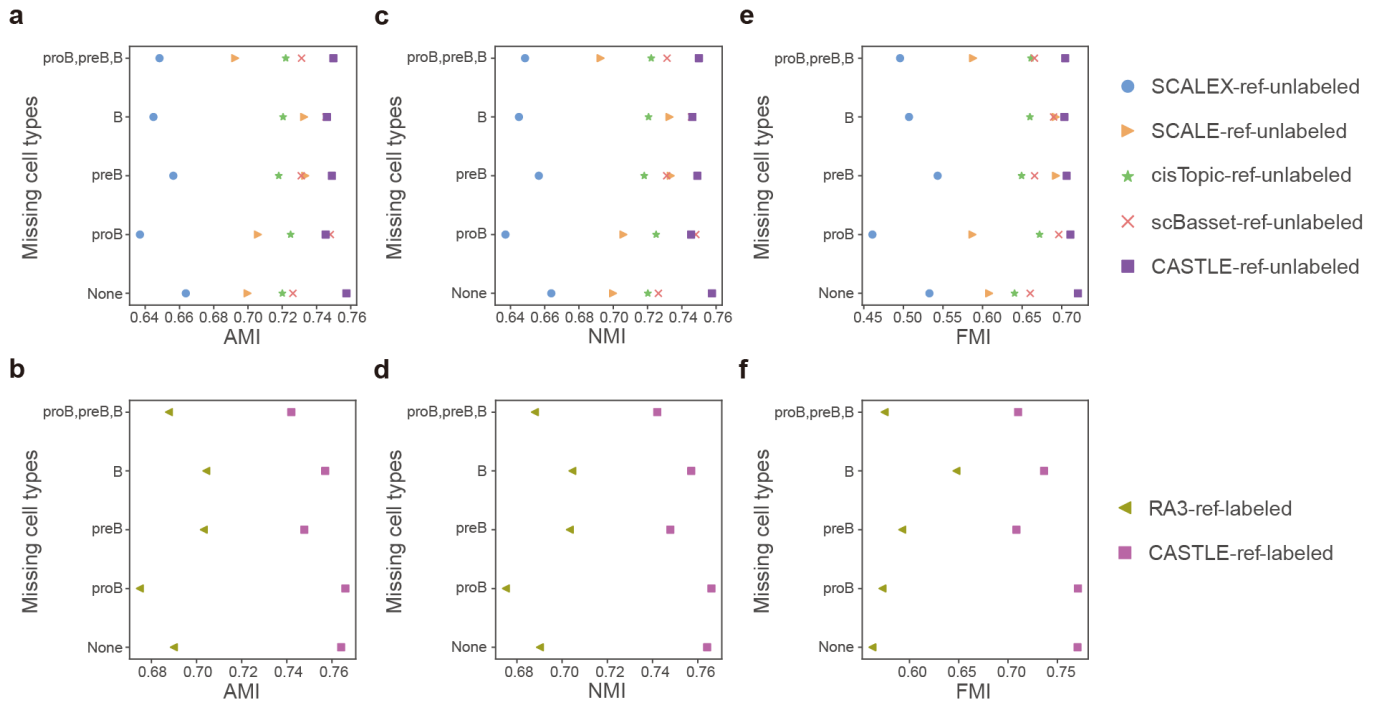 a
proB,preB,B
B
preB
proB
None
Missing cell types
0.64 0.66 0.68 0.70 0.72 0.74 0.76
AMI
c
proB,preB,B
B
preB
proB
None
Missing cell types
0.64 0.66 0.68 0.70 0.72 0.74 0.76
NMI
e
proB,preB,B
B
preB
proB
None
Missing cell types
0.45 0.50 0.55 0.60 0.65 0.70
FMI
SCALEX-ref-unlabeled
SCALE-ref-unlabeled
cisTopic-ref-unlabeled
scBasset-ref-unlabeled
CASTLE-ref-unlabeled
b
proB,preB,B
B
preB
proB
None
Missing cell types
0.68 0.70 0.72 0.74 0.76
AMI
d
proB,preB,B
B
preB
proB
None
Missing cell types
0.68 0.70 0.72 0.74 0.76
NMI
f
proB,preB,B
B
preB
proB
None
Missing cell types
0.60 0.65 0.70 0.75
FMI
RA3-ref-labeled
CASTLE-ref-labeled